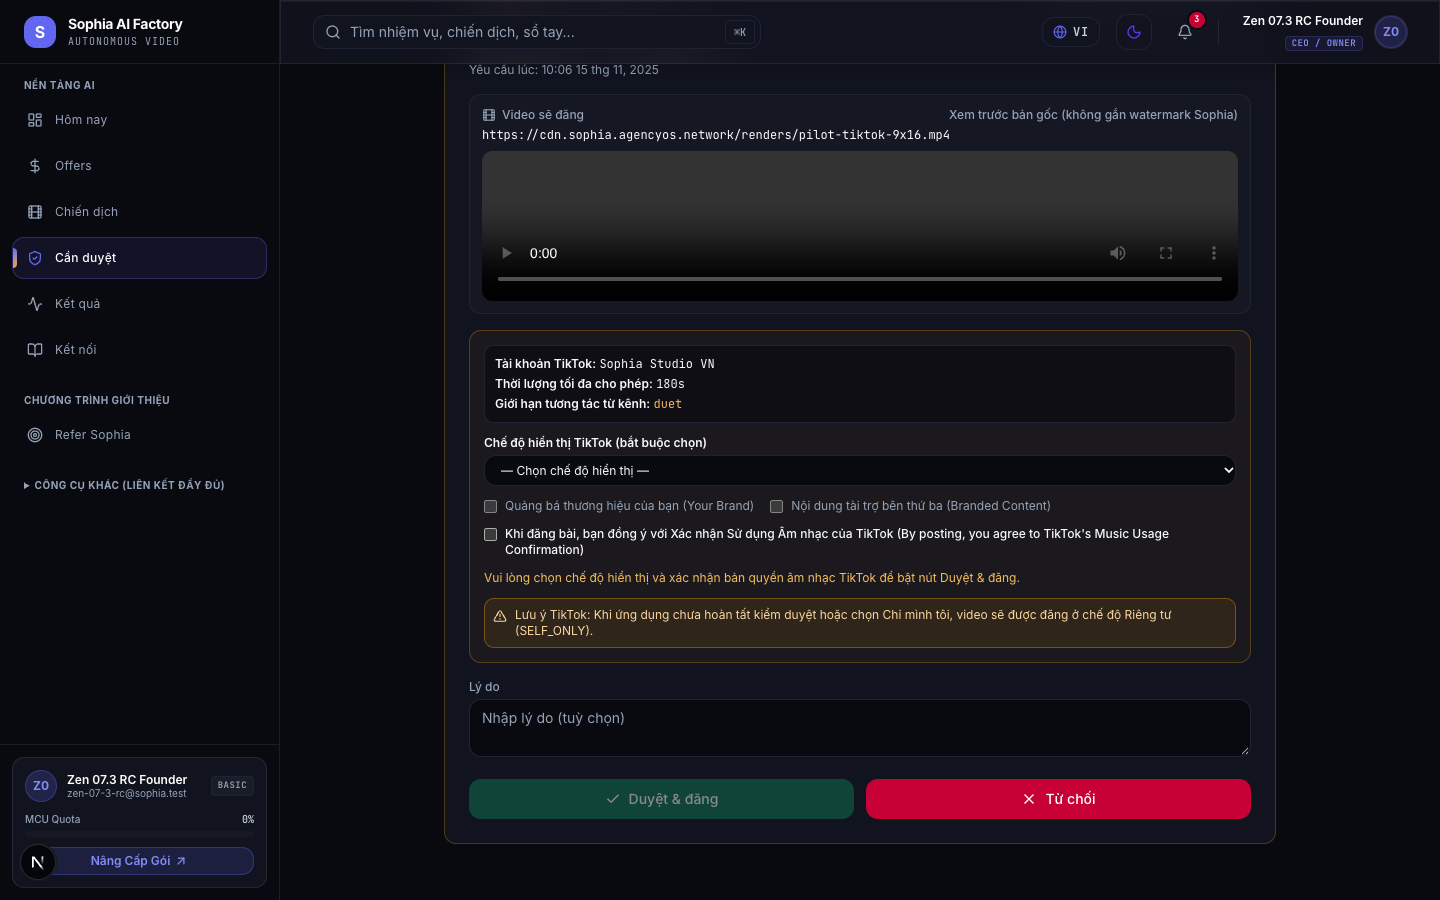 S
Sophia AI Factory
AUTONOMOUS VIDEO
NỀN TẢNG AI
Hôm nay
Offers
Chiến dịch
Cần duyệt
Kết quả
Kết nối
CHƯƠNG TRÌNH GIỚI THIỆU
Refer Sophia
CÔNG CỤ KHÁC (LIÊN KẾT ĐẦY ĐỦ)
Z0
Zen 07.3 RC Founder
zen-07-3-rc@sophia.test
BASIC
MCU Quota
0%
N
Nâng Cấp Gói
Tìm nhiệm vụ, chiến dịch, sổ tay...
⌘K
VI
3
Zen 07.3 RC Founder
CEO / OWNER
Z0
Yêu cầu lúc: 10:06 15 thg 11, 2025
Video sẽ đăng
Xem trước bản gốc (không gắn watermark Sophia)
https://cdn.sophia.agencyos.network/renders/pilot-tiktok-9x16.mp4
0:00
Tài khoản TikTok: Sophia Studio VN
Thời lượng tối đa cho phép: 180s
Giới hạn tương tác từ kênh: duet
Chế độ hiển thị TikTok (bắt buộc chọn)
— Chọn chế độ hiển thị —
Quảng bá thương hiệu của bạn (Your Brand)
Nội dung tài trợ bên thứ ba (Branded Content)
Khi đăng bài, bạn đồng ý với Xác nhận Sử dụng Âm nhạc của TikTok (By posting, you agree to TikTok's Music Usage
Confirmation)
Vui lòng chọn chế độ hiển thị và xác nhận bản quyền âm nhạc TikTok để bật nút Duyệt & đăng.
Lưu ý TikTok: Khi ứng dụng chưa hoàn tất kiểm duyệt hoặc chọn Chỉ mình tôi, video sẽ được đăng ở chế độ Riêng tư
(SELF_ONLY).
Lý do
Nhập lý do (tuỳ chọn)
Duyệt & đăng
Từ chối